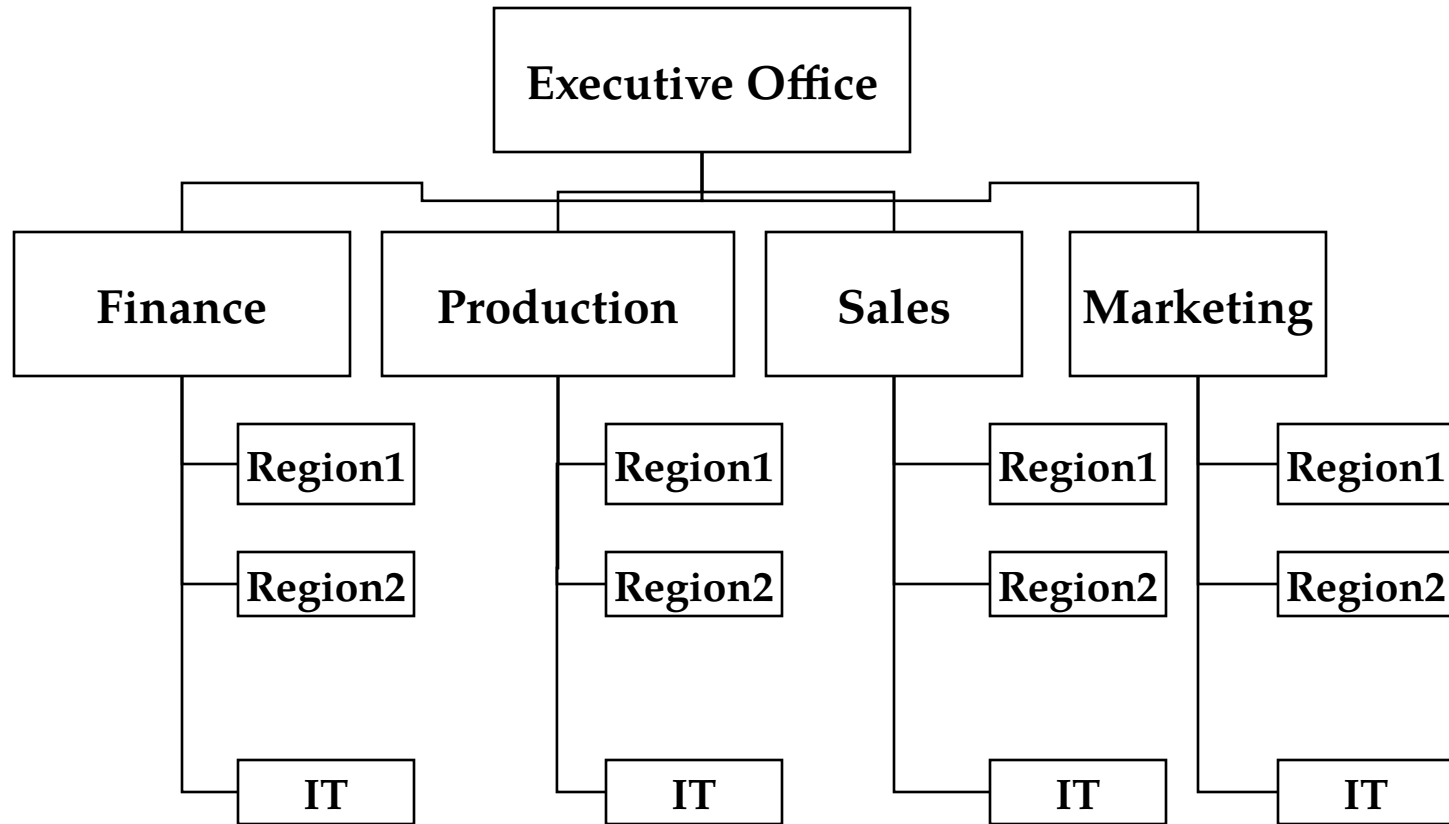 Executive Office
Finance
Production
Sales
Marketing
Region1
Region1
Region1
Region1
Region2
Region2
Region2
Region2
IT
IT
IT
IT